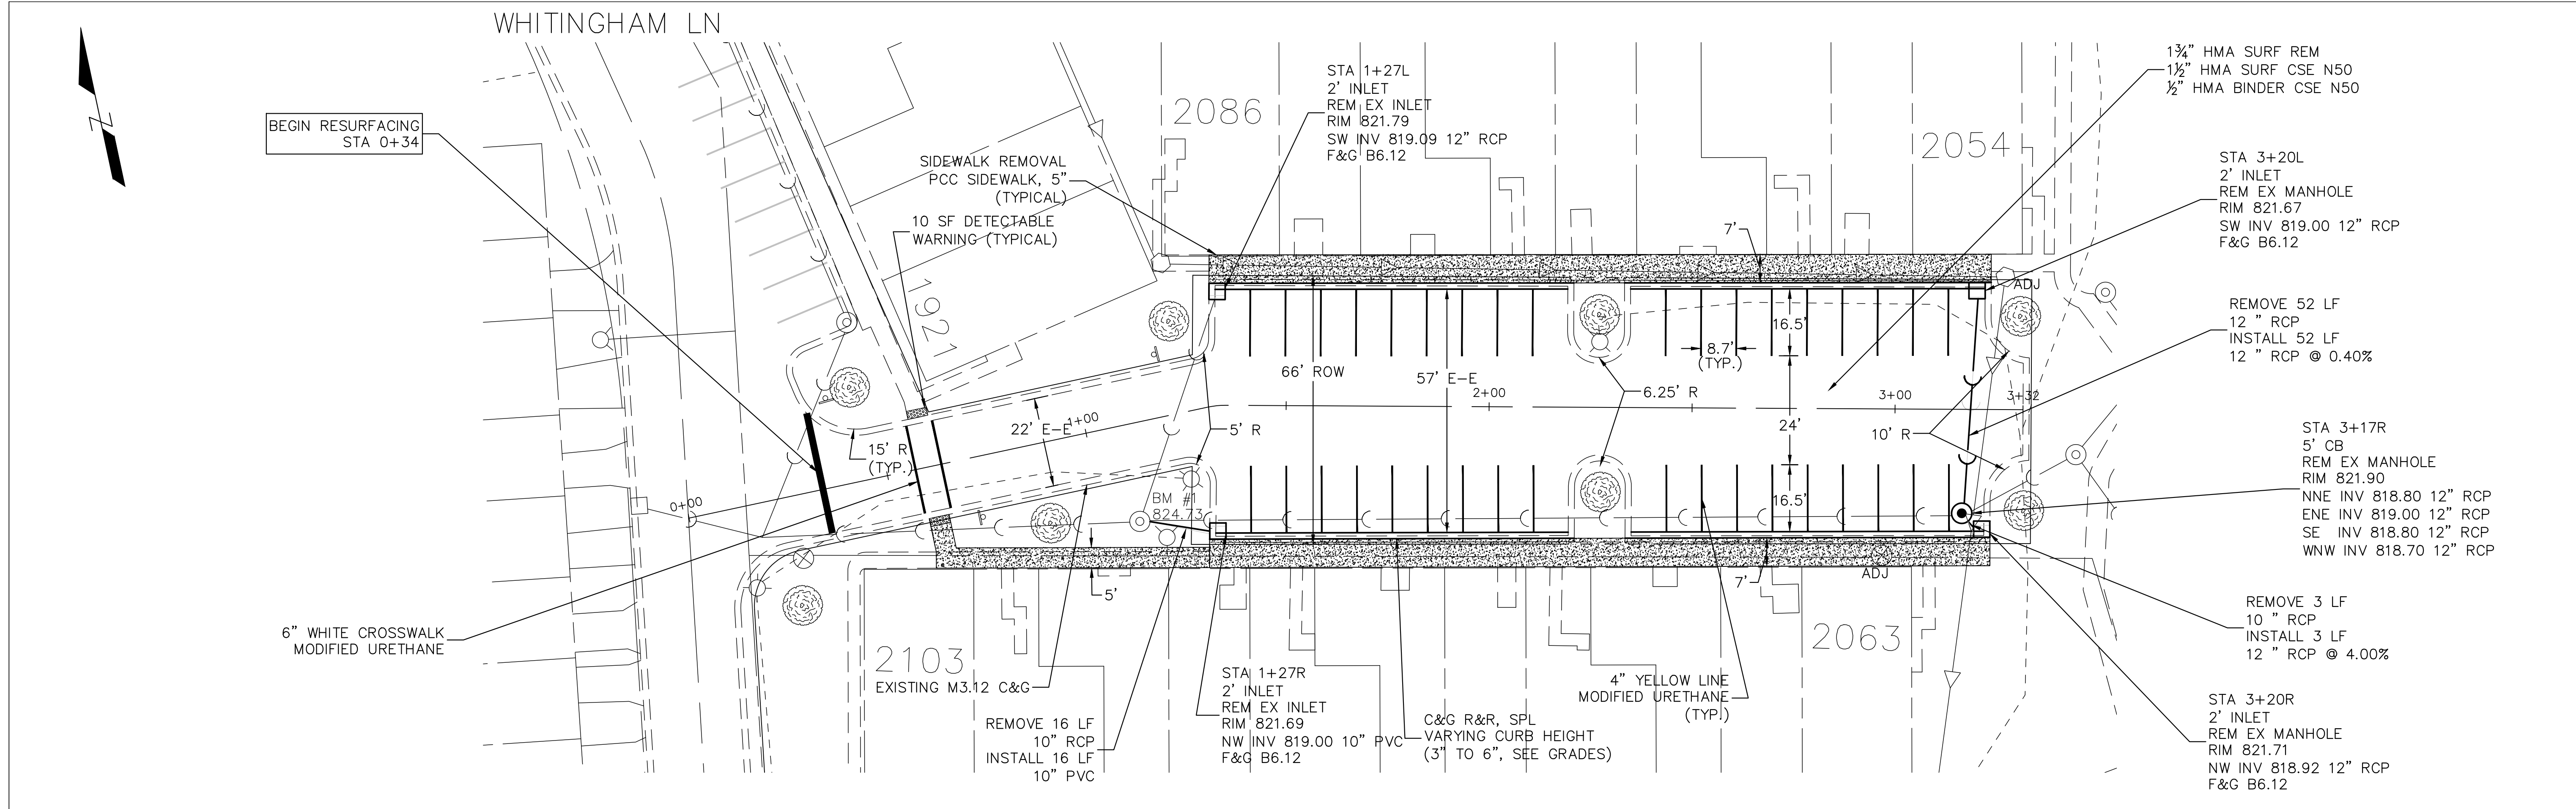 WHITINGHAM LN
Z
BEGIN RESURFACING
STA 0+34
SIDEWALK REMOVAL
PCC SIDEWALK, 5"
(TYPICAL)
10 SF DETECTABLE
WARNING (TYPICAL)
2086
STA 1+27L
2' INLET
REM EX INLET
RIM 821.79
SW INV 819.09 12" RCP
F&G B6.12
2054
1¾" HMA SURF REM
1½" HMA SURF CSE N50
½" HMA BINDER CSE N50
STA 3+20L
2' INLET
REM EX MANHOLE
RIM 821.67
SW INV 819.00 12" RCP
F&G B6.12
7'
ADJ
1921
REMOVE 52 LF
12 " RCP
INSTALL 52 LF
12 " RCP @ 0.40%
16.5'
8.7'
(TYP.)
66' ROW
57' E-E
6.25' R
2+00
3+00
3+32
22' E-E
1+00
5' R
24'
10' R
15' R
(TYP.)
0+00
BM #1
824.73
16.5'
STA 3+17R
5' CB
REM EX MANHOLE
RIM 821.90
NNE INV 818.80 12" RCP
ENE INV 819.00 12" RCP
SE INV 818.80 12" RCP
WNW INV 818.70 12" RCP
ADJ
5'
7'
6" WHITE CROSSWALK
MODIFIED URETHANE
2103
EXISTING M3.12 C&G
REMOVE 16 LF
10" RCP
INSTALL 16 LF
10" PVC
STA 1+27R
2' INLET
REM EX INLET
RIM 821.69
NW INV 819.00 10" PVC
F&G B6.12
C&G R&R, SPL
VARYING CURB HEIGHT
(3" TO 6", SEE GRADES)
4" YELLOW LINE
MODIFIED URETHANE
(TYP.)
2063
REMOVE 3 LF
10 " RCP
INSTALL 3 LF
12 " RCP @ 4.00%
STA 3+20R
2' INLET
REM EX MANHOLE
RIM 821.71
NW INV 818.92 12" RCP
F&G B6.12